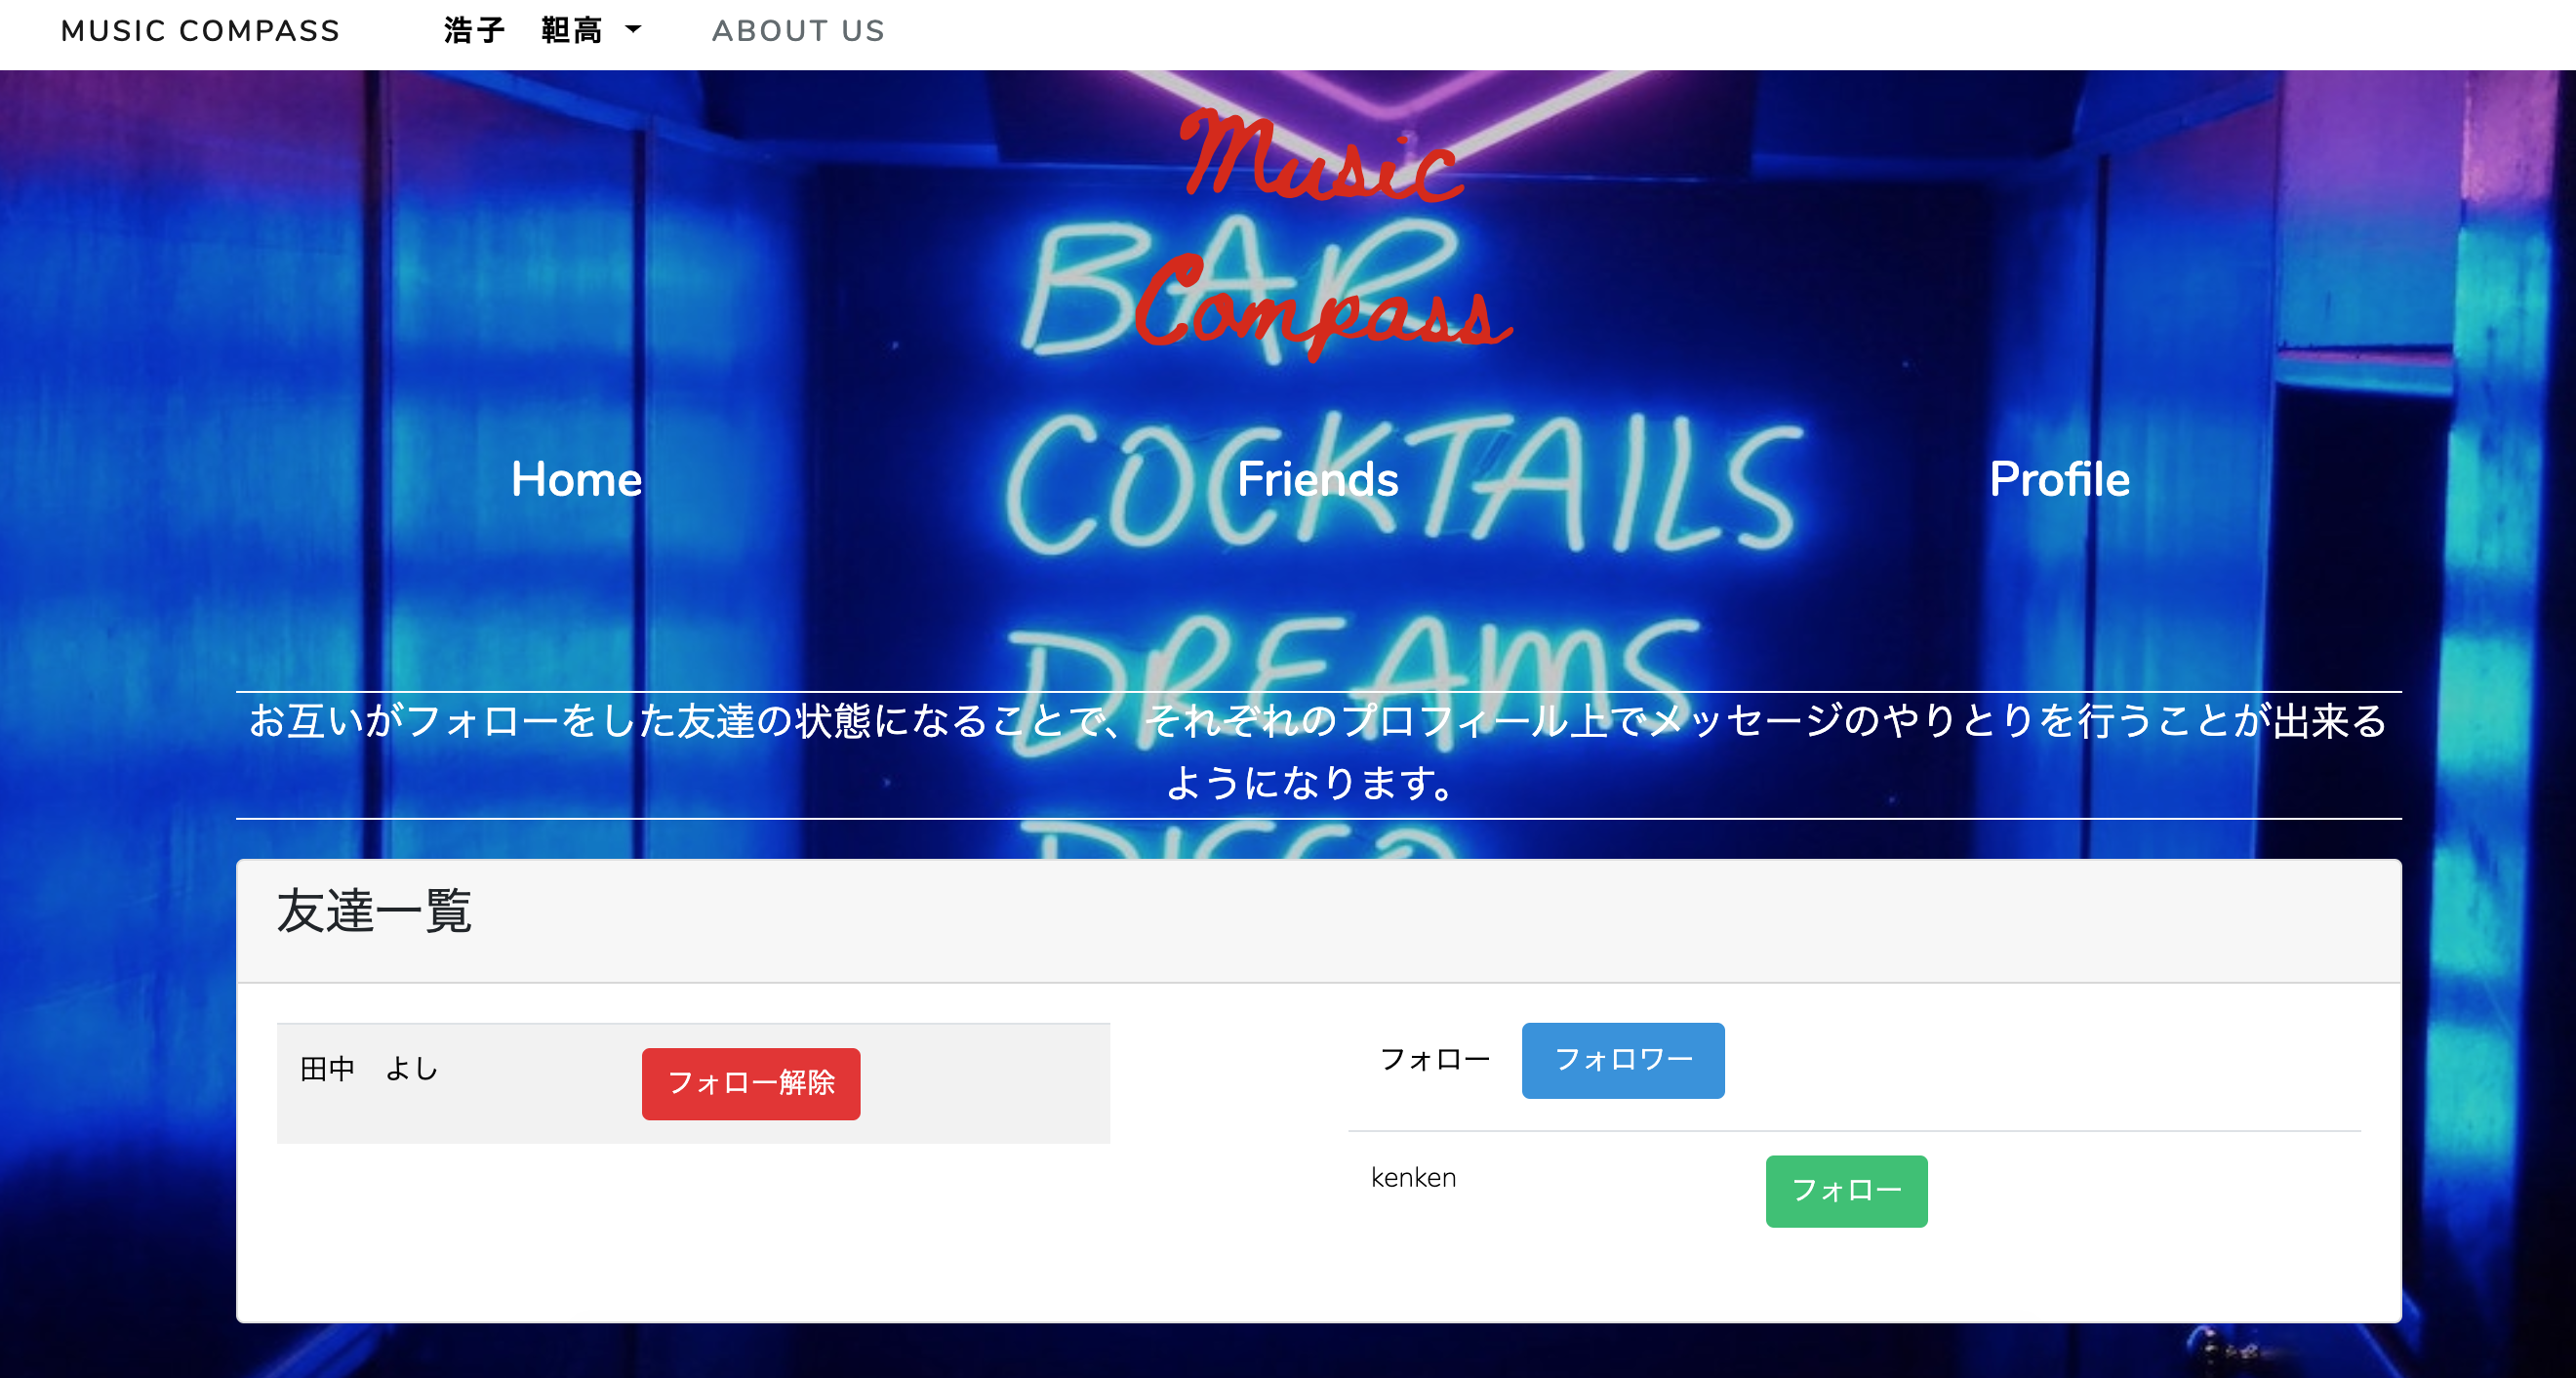 MUSIC COMPASS 浩子 靼高 ABOUT US
Music
Compass
BAR
COCKTAILS
Home Friends Profile
DREAMS
お互いがフォローをした友達の状態になることで、それぞれのプロフィール上でメッセージのやりとりを行うことが出来る
ようになります。
DISCO
友達一覧
田中 よし フォロー解除
フォロー フォロワー
kenken フォロー